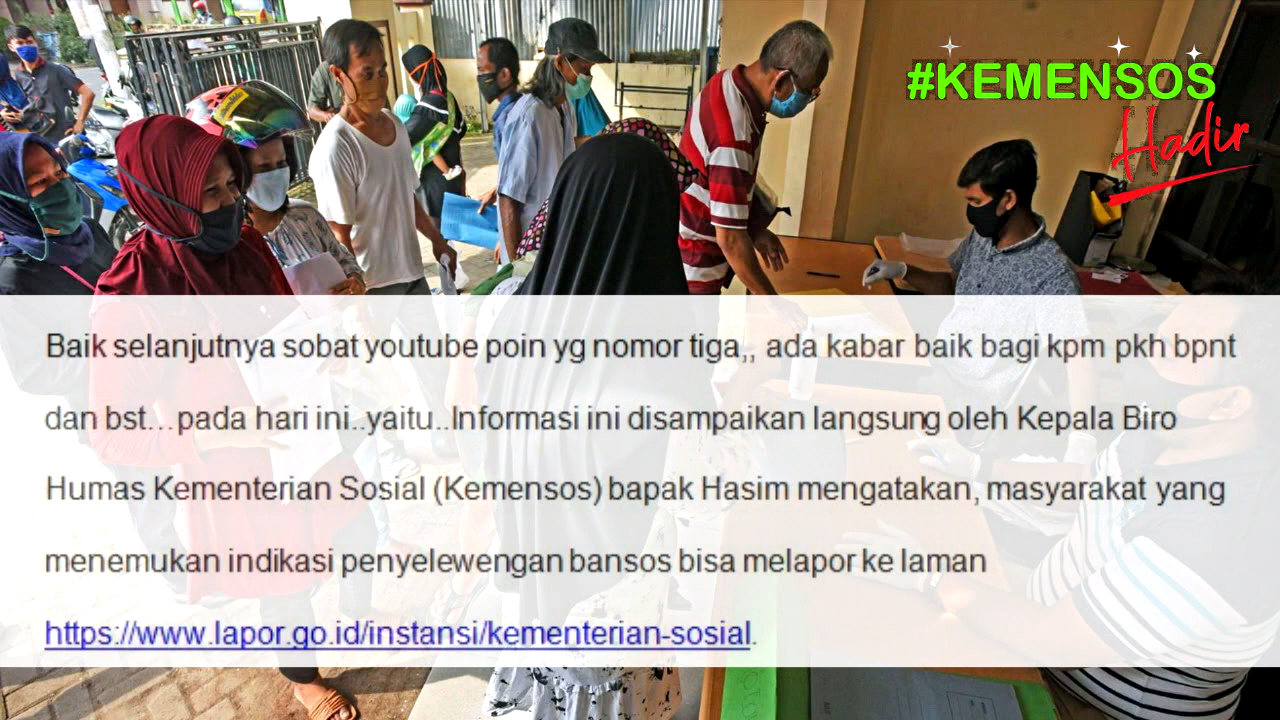 #KEMENSOS
Hadir
Baik selanjutnya sobat youtube poin yg nomor tiga,, ada kabar baik bagi kpm pkh bpnt
dan bst...pada hari ini..yaitu..Informasi ini disampaikan langsung oleh Kepala Biro
Humas Kementerian Sosial (Kemensos) bapak Hasim mengatakan, masyarakat yang
menemukan indikasi penyelewengan bansos bisa melapor ke laman
https://www.lapor.go.id/instansi/kementerian-sosial.